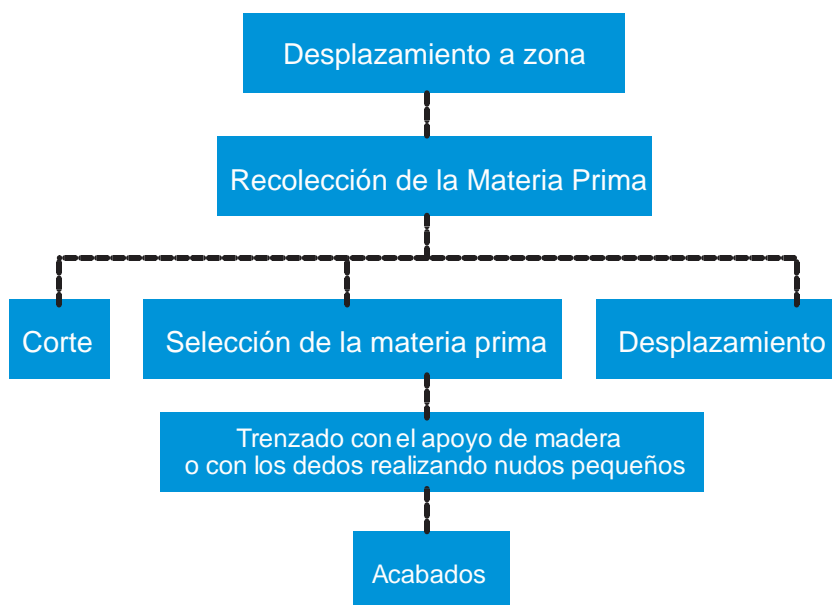 Desplazamiento a zona
Recolección de la Materia Prima
Corte
Selección de la materia prima
Desplazamiento
Trenzado con el apoyo de madera
o con los dedos realizando nudos pequeños
Acabados